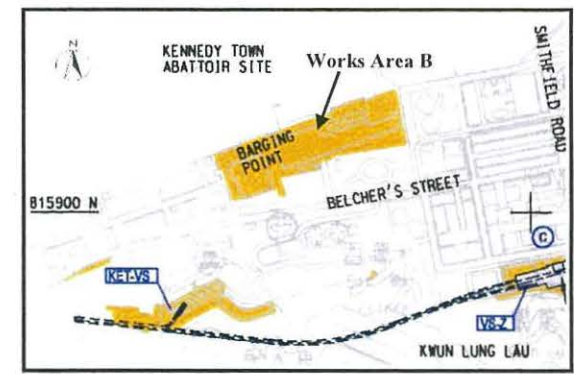 N
KENNEDY TOWN
ABATTOIR SITE
Works Area B
SMITHFIELD ROAD
BARGING
POINT
BELCHER'S STREET
815900 N
C
KET-VS
VS-Z
KWUN LUNG LAU